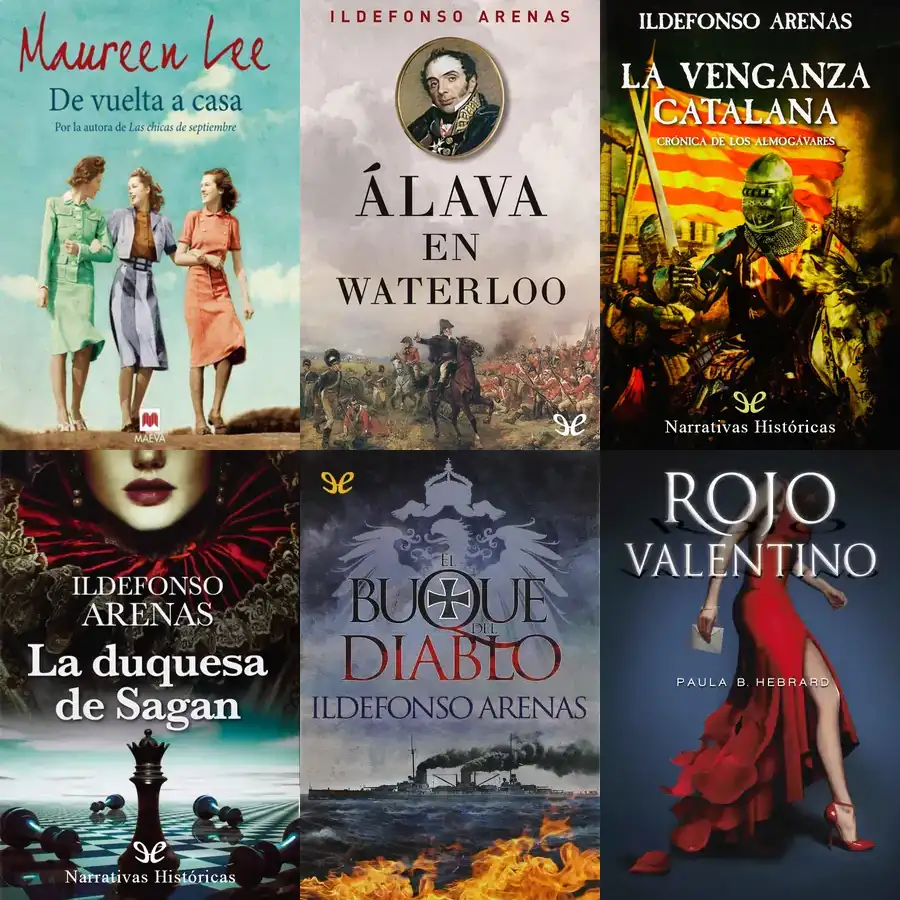 Maureen Lee
De vuelta a casa
Por la autora de Las chicas de septiembre
MAEVA
ILDEFONSO ARENAS
ÁLAVA
EN
WATERLOO
ILDEFONSO ARENAS
LA VENGANZA
CATALANA
CRÓNICA DE LOS ALMOGÁVARES
Narrativas Históricas
ILDEFONSO
ARENAS
La duquesa
de Sagan
Narrativas Históricas
EL
BUQUE
DEL
DIABLO
ILDEFONSO ARENAS
ROJO
VALENTINO
PAULA B. HEBRARD